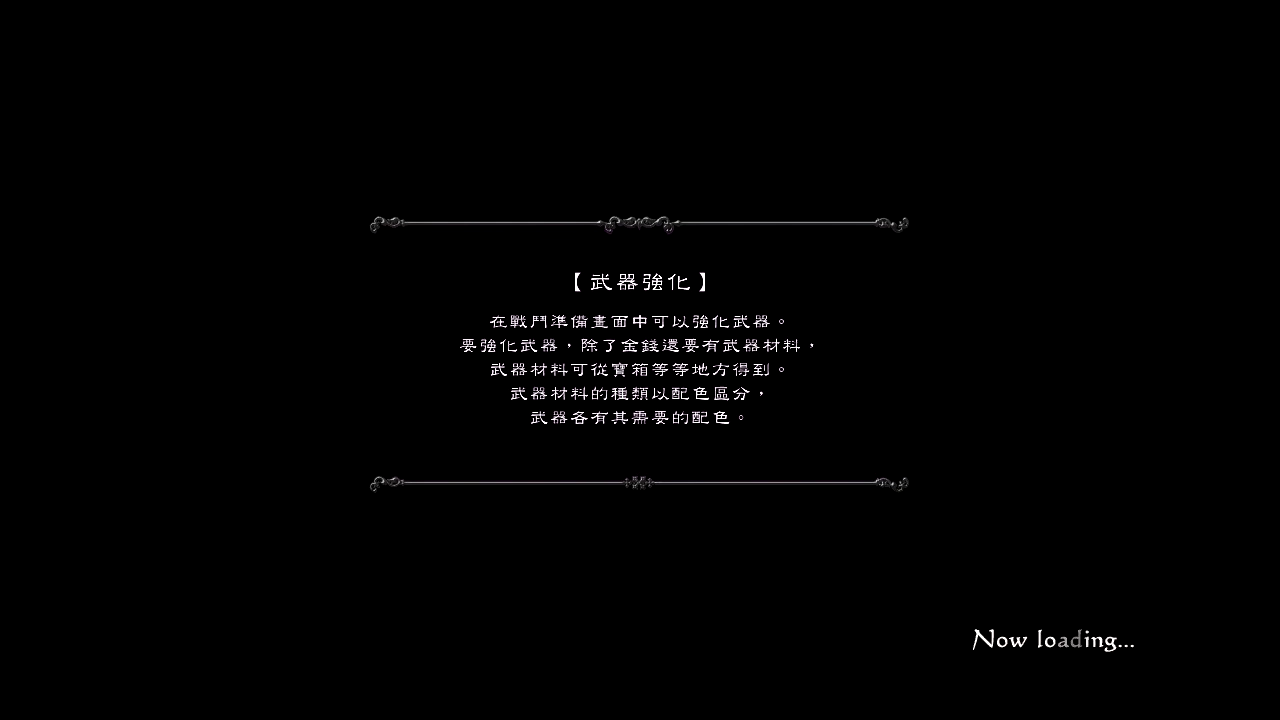 【武器強化】
在戰鬥準備畫面中可以強化武器。
要強化武器，除了金錢還要有武器材料，
武器材料可從寶箱等等地方得到。
武器材料的種類以配色區分，
武器各有其需要的配色。
Now loading...